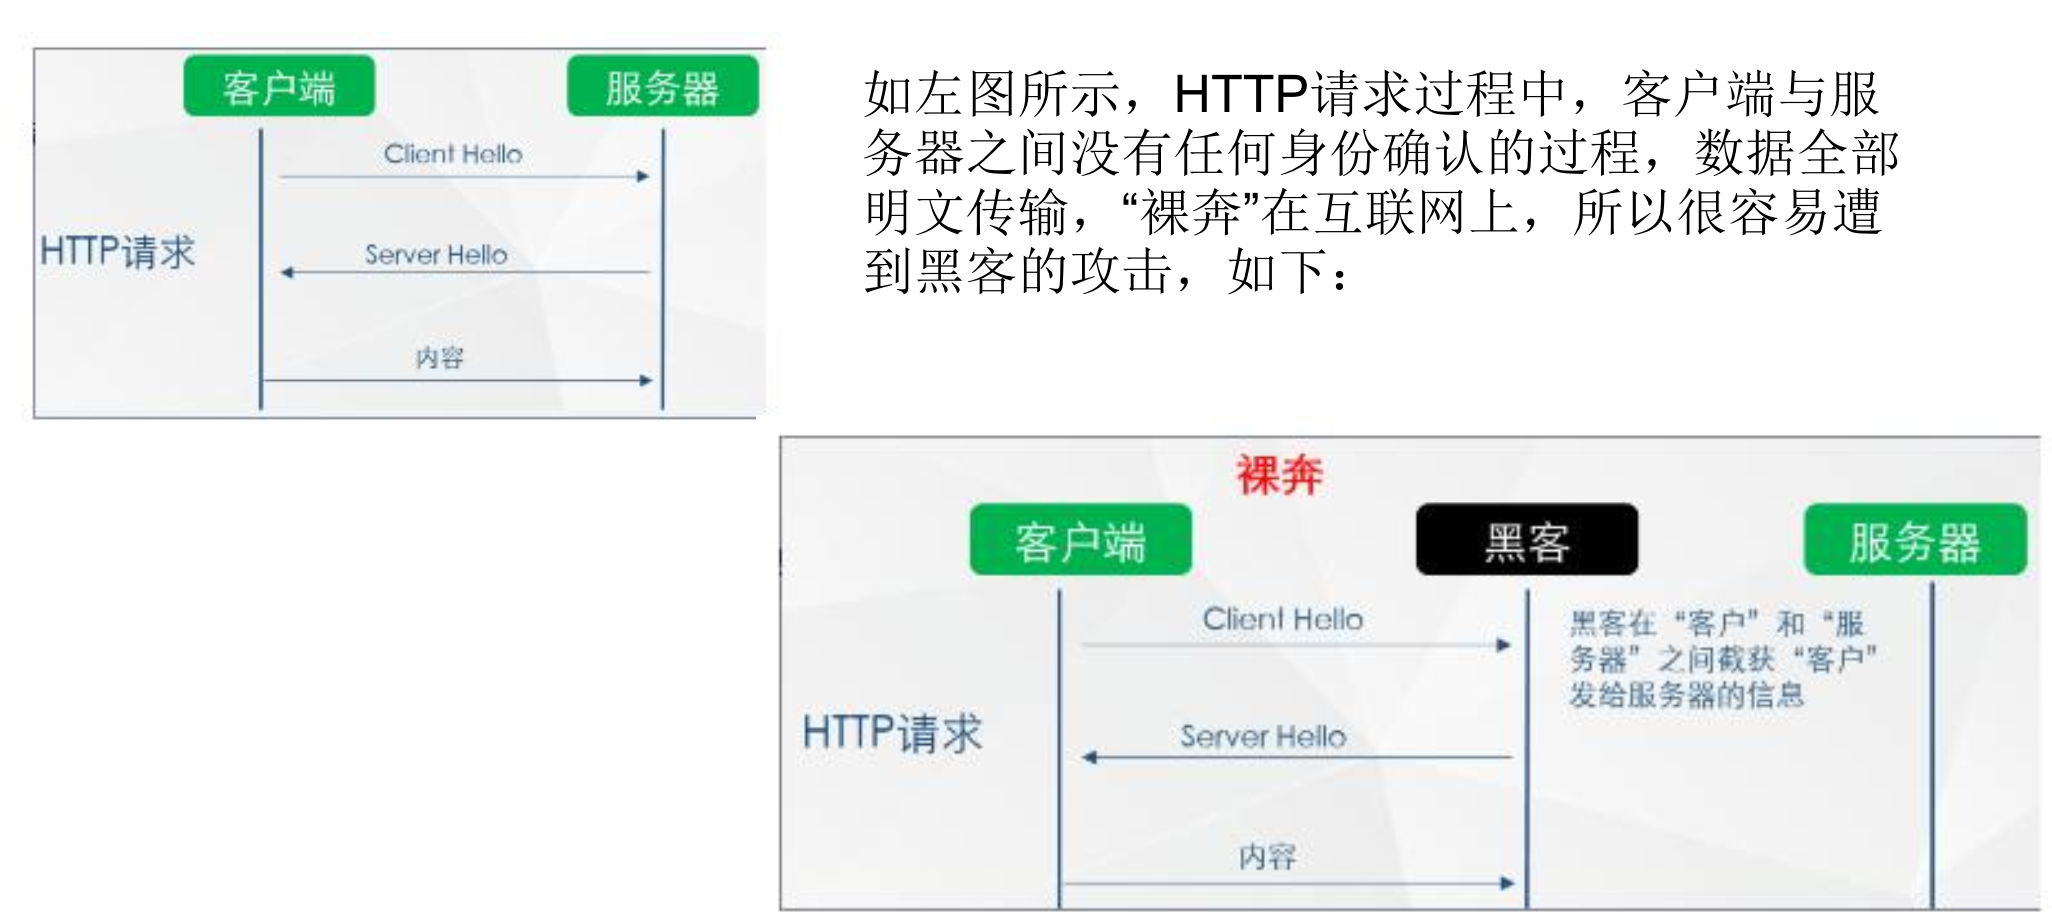 客户端
服务器
Client Hello
HTTP请求
Server Hello
内容
如左图所示，HTTP请求过程中，客户端与服
务器之间没有任何身份确认的过程，数据全部
明文传输，“裸奔”在互联网上，所以很容易遭
到黑客的攻击，如下：
裸奔
客户端
黑客
服务器
Client Hello
黑客在“客户”和“服
务器”之间截获“客户”
发给服务器的信息
HTTP请求
Server Hello
内容